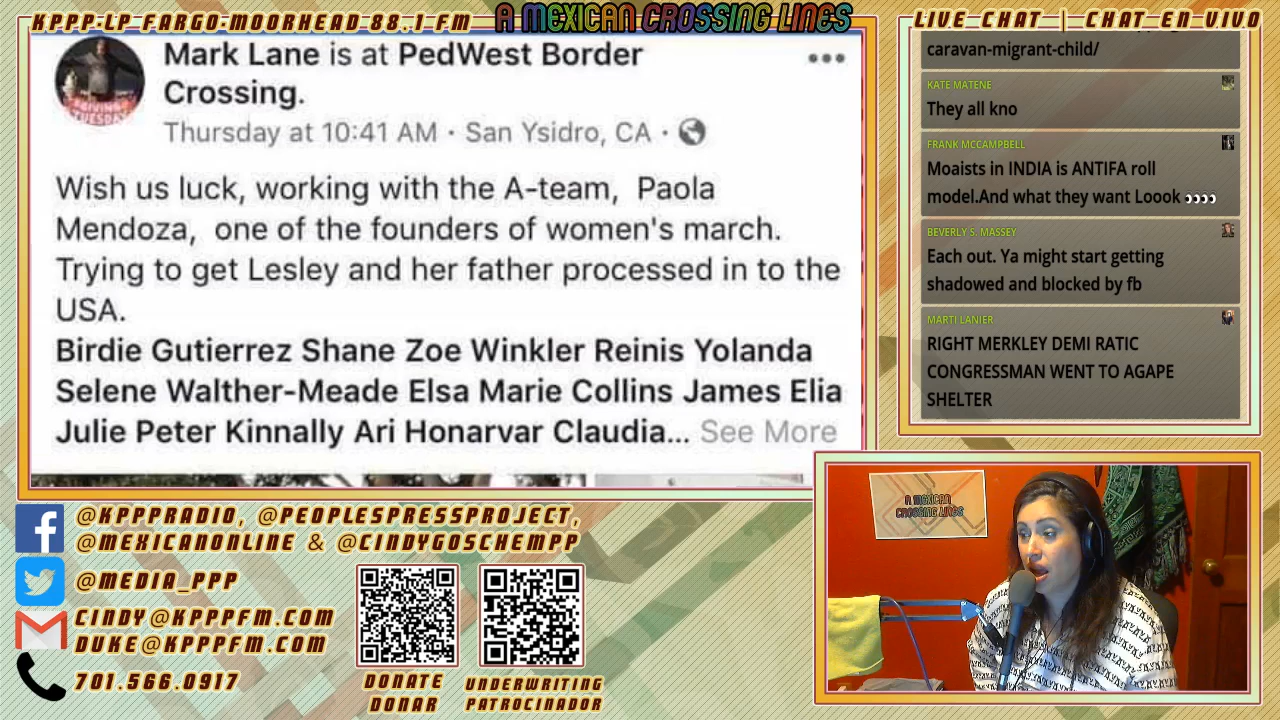 KPPP-LP FARGO-MOORHEAD 88.1 FM
A MEXICAN CROSSING LINES
LIVE CHAT | CHAT EN VIVO
Mark Lane is at PedWest Border
Crossing.
Thursday at 10:41 AM · San Ysidro, CA ·
Wish us luck, working with the A-team, Paola
Mendoza, one of the founders of women's march.
Trying to get Lesley and her father processed in to the
USA.
Birdie Gutierrez Shane Zoe Winkler Reinis Yolanda
Selene Walther-Meade Elsa Marie Collins James Elia
Julie Peter Kinnally Ari Honarvar Claudia... See More
caravan-migrant-child/
KATE MATENE
They all kno
FRANK MCCAMPBELL
Moaists in INDIA is ANTIFA roll
model.And what they want Loook 👀👀
BEVERLY S. MASSEY
Each out. Ya might start getting
shadowed and blocked by fb
MARTI LANIER
RIGHT MERKLEY DEMI RATIC
CONGRESSMAN WENT TO AGAPE
SHELTER
A MEXICAN
CROSSING LINES
@KPPPRADIO, @PEOPLESPRESSPROJECT,
@MEXICANONLINE & @CINDYGOSCHEMPP
@MEDIA_PPP
CINDY@KPPPFM.COM
DUKE@KPPPFM.COM
701.566.0917
DONATE
DONAR
UNDERWRITING
PATROCINADOR